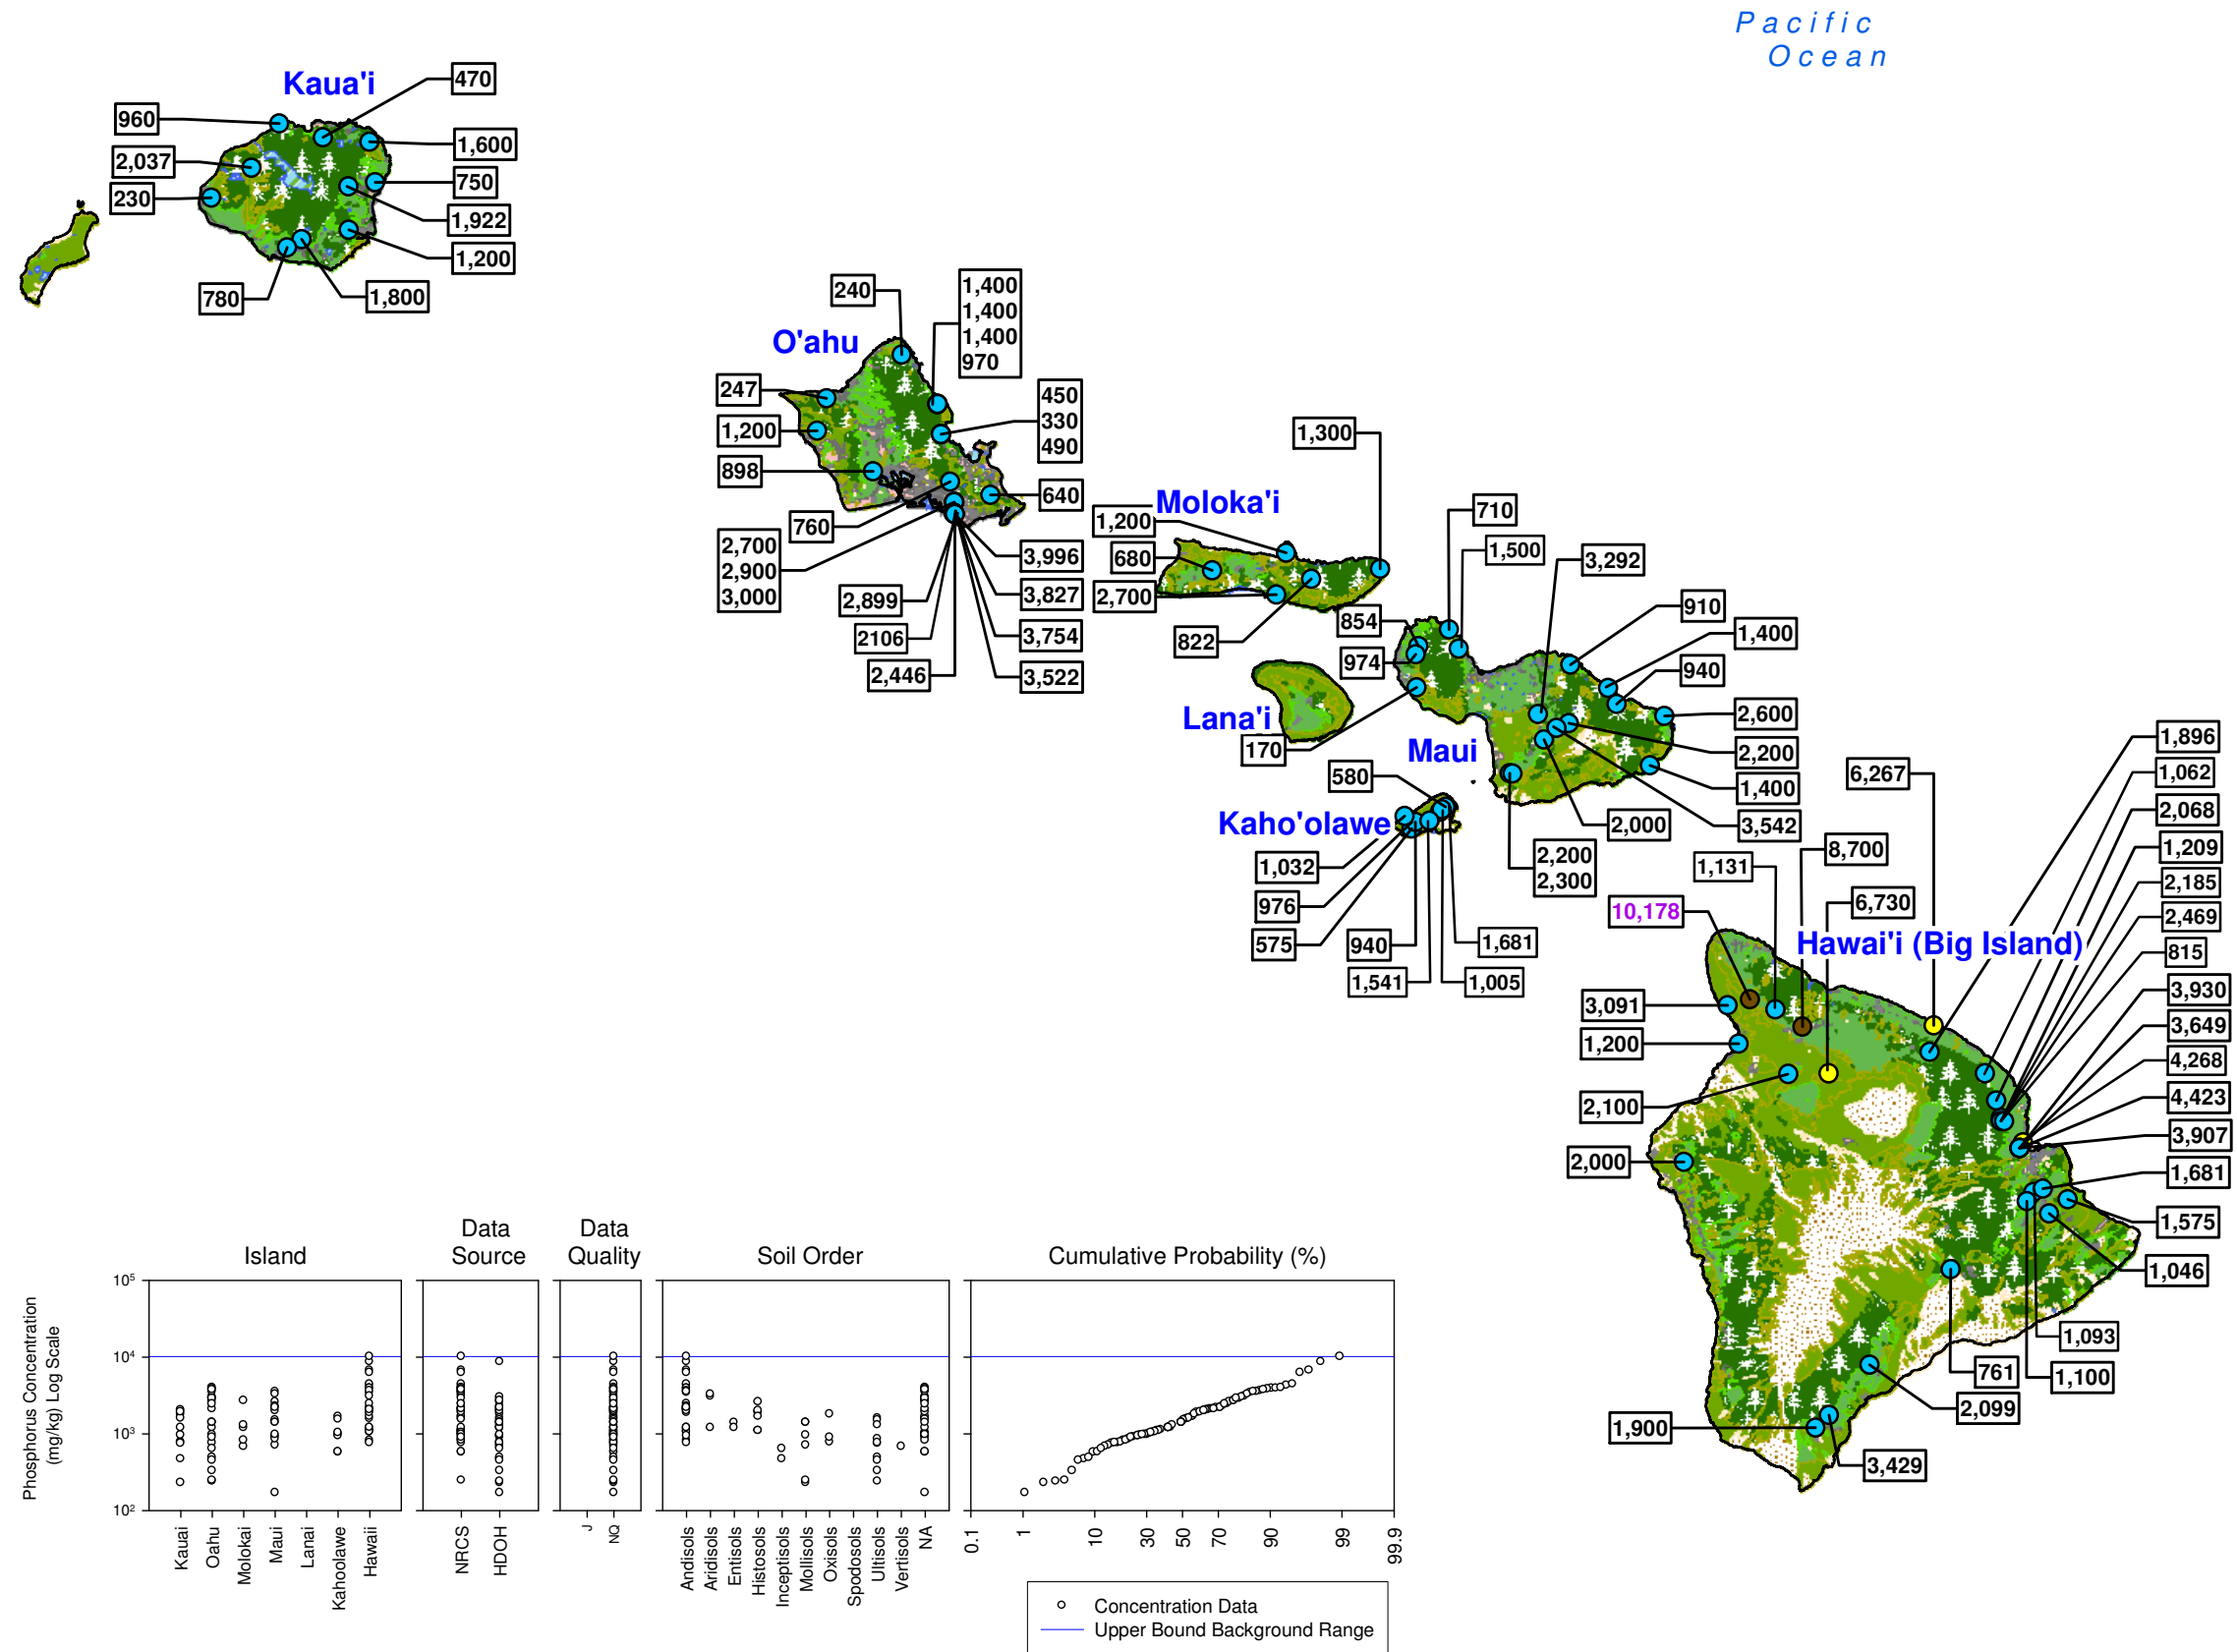 Pacific
Ocean
Kaua'i
470
960
1,600
2,037
750
230
1,922
1,200
780
1,800
O'ahu
240
1,400
1,400
1,400
970
247
450
330
490
1,200
898
640
760
2,700
2,900
3,000
3,996
2,899
3,827
2106
3,754
2,446
3,522
Moloka'i
1,300
1,200
680
2,700
822
Lana'i
Maui
710
1,500
3,292
854
910
1,400
974
940
2,600
170
2,200
1,400
2,000
3,542
2,200
2,300
Kaho'olawe
580
1,032
976
575
940
1,681
1,541
1,005
Hawai'i (Big Island)
1,896
6,267
1,062
2,068
8,700
1,209
1,131
2,185
6,730
10,178
2,469
815
3,091
3,930
1,200
3,649
4,268
2,100
4,423
3,907
2,000
1,681
1,575
1,046
1,093
761
1,100
2,099
1,900
3,429
Island
Data
Source
Data
Quality
Soil Order
Cumulative Probability (%)
Phosphorus Concentration
(mg/kg) Log Scale
10⁵
10⁴
10³
10²
Kauai
Oahu
Molokai
Maui
Lanai
Kahoolawe
Hawaii
NRCS
HDOH
J
NQ
Andisols
Aridisols
Entisols
Histosols
Inceptisols
Mollisols
Oxisols
Spodosols
Ultisols
Vertisols
NA
0.1
1
10
30
50
70
90
99
99.9
Concentration Data
Upper Bound Background Range